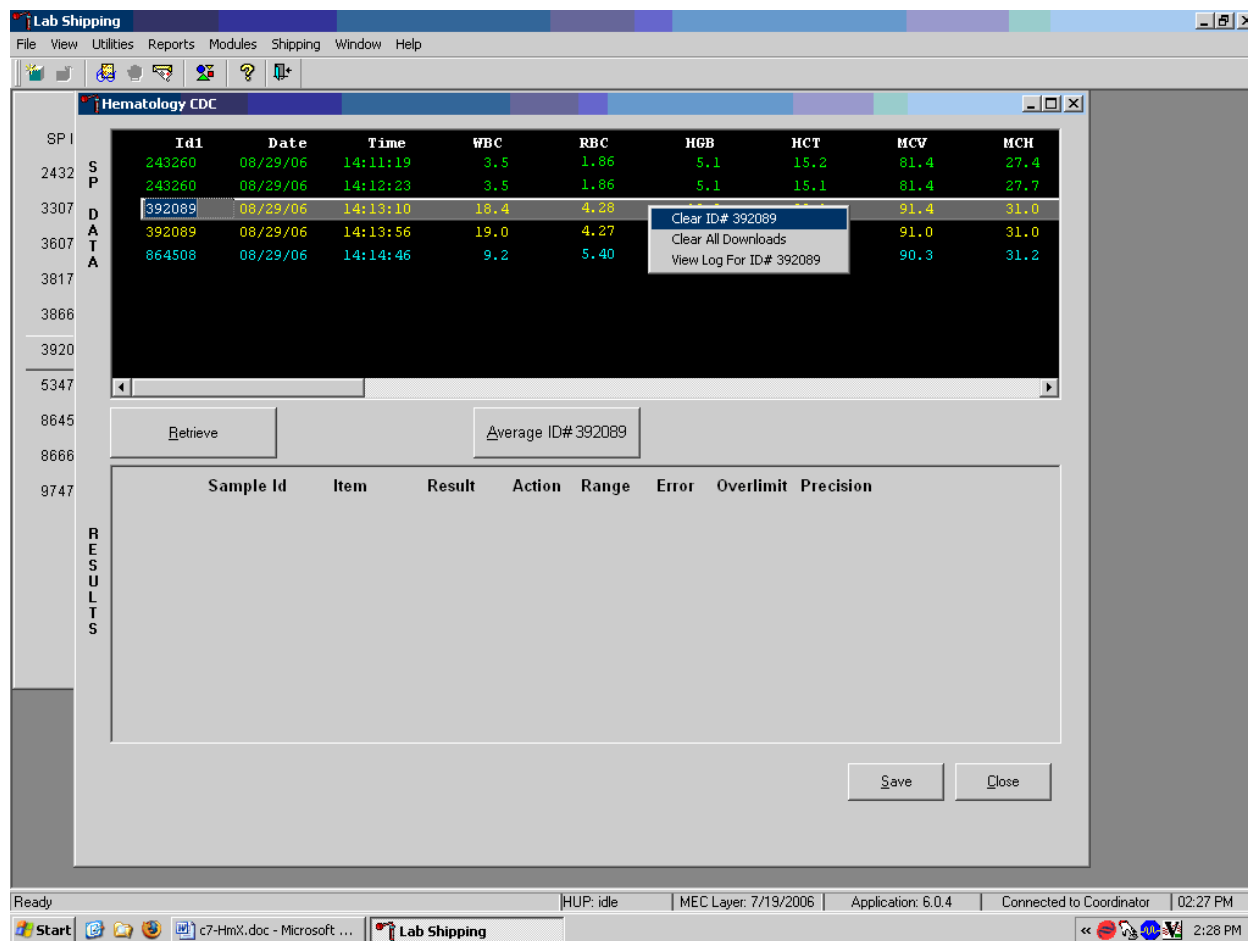 Lab Shipping
File View Utilities Reports Modules Shipping Window Help
Hematology CDC
SP I
2432
3307
3607
3817
3866
3920
5347
8645
8666
9747
SP DATA
Id1 Date Time WBC RBC HGB HCT MCV MCH
243260 08/29/06 14:11:19 3.5 1.86 5.1 15.2 81.4 27.4
243260 08/29/06 14:12:23 3.5 1.86 5.1 15.1 81.4 27.7
392089 08/29/06 14:13:10 18.4 4.28 91.4 31.0
392089 08/29/06 14:13:56 19.0 4.27 91.0 31.0
864508 08/29/06 14:14:46 9.2 5.40 90.3 31.2
Clear ID# 392089
Clear All Downloads
View Log For ID# 392089
Retrieve
Average ID# 392089
RESULTS
Sample Id Item Result Action Range Error Overlimit Precision
Save Close
Ready HUP: idle MEC Layer: 7/19/2006 Application: 6.0.4 Connected to Coordinator 02:27 PM
Start c7-HmX.doc - Microsoft ... Lab Shipping « 2:28 PM